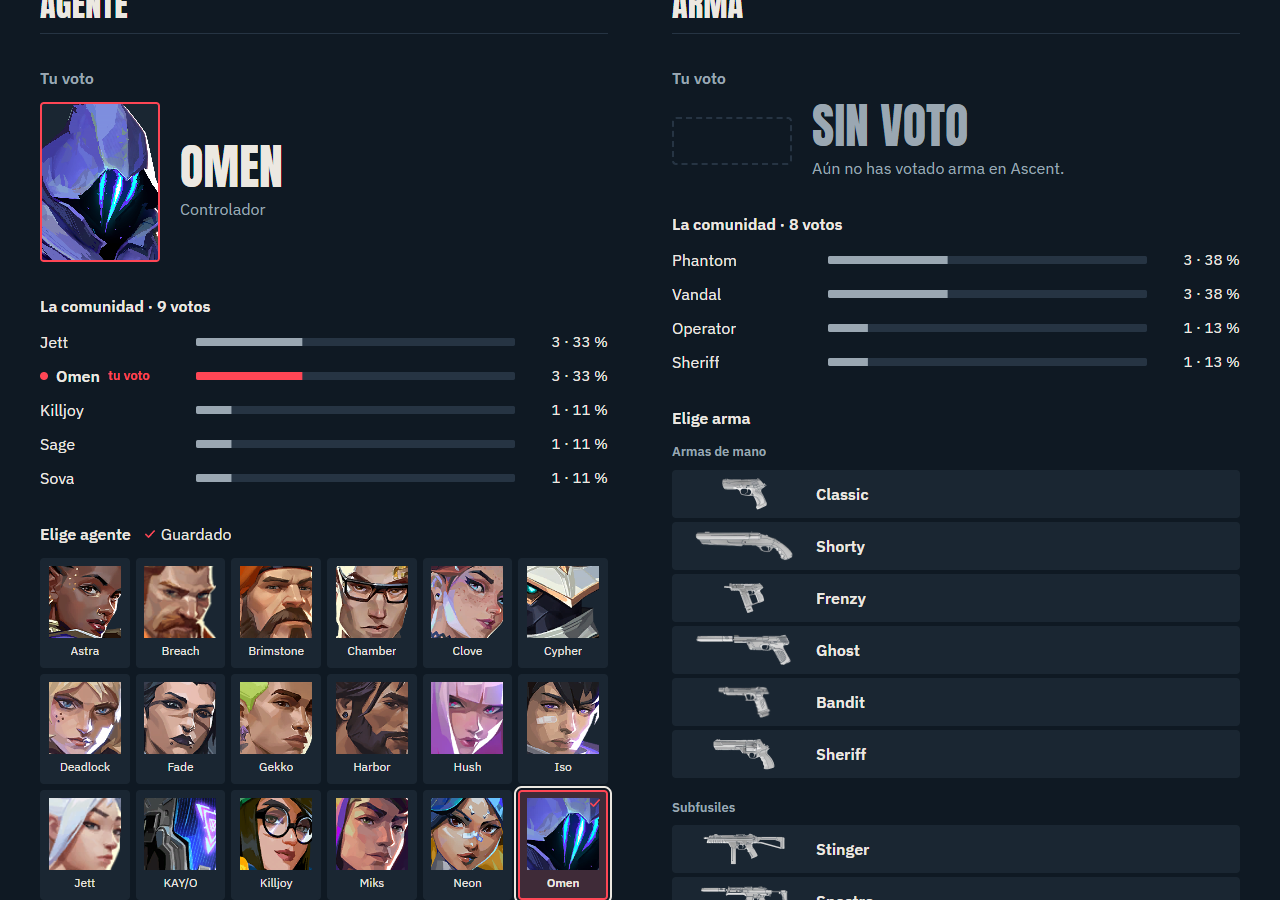 AGENTE
Tu voto
OMEN
Controlador
La comunidad · 9 votos
Jett 3 · 33 %
Omen tu voto 3 · 33 %
Killjoy 1 · 11 %
Sage 1 · 11 %
Sova 1 · 11 %
Elige agente ✓ Guardado
Astra Breach Brimstone Chamber Clove Cypher
Deadlock Fade Gekko Harbor Hush Iso
Jett KAY/O Killjoy Miks Neon Omen
ARMA
Tu voto
SIN VOTO
Aún no has votado arma en Ascent.
La comunidad · 8 votos
Phantom 3 · 38 %
Vandal 3 · 38 %
Operator 1 · 13 %
Sheriff 1 · 13 %
Elige arma
Armas de mano
Classic
Shorty
Frenzy
Ghost
Bandit
Sheriff
Subfusiles
Stinger